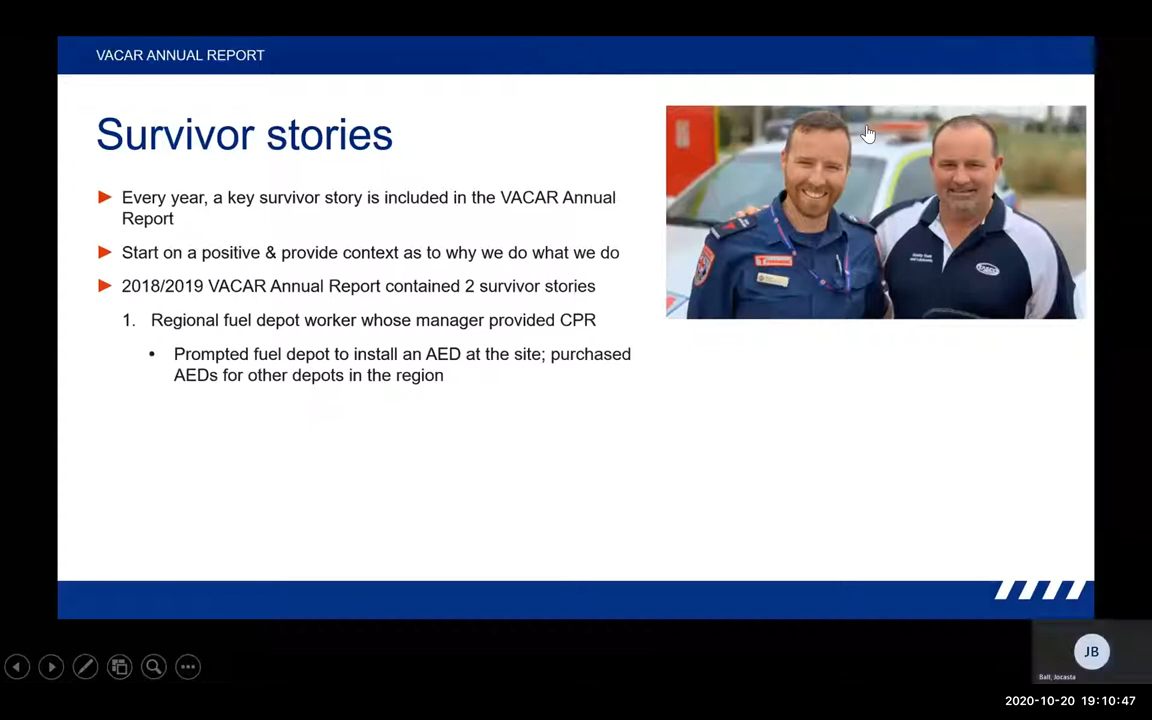 VACAR ANNUAL REPORT
Survivor stories
Every year, a key survivor story is included in the VACAR Annual
Report
Start on a positive & provide context as to why we do what we do
2018/2019 VACAR Annual Report contained 2 survivor stories
1. Regional fuel depot worker whose manager provided CPR
• Prompted fuel depot to install an AED at the site; purchased
AEDs for other depots in the region
JB
Ball, Jocasta
2020-10-20 19:10:47